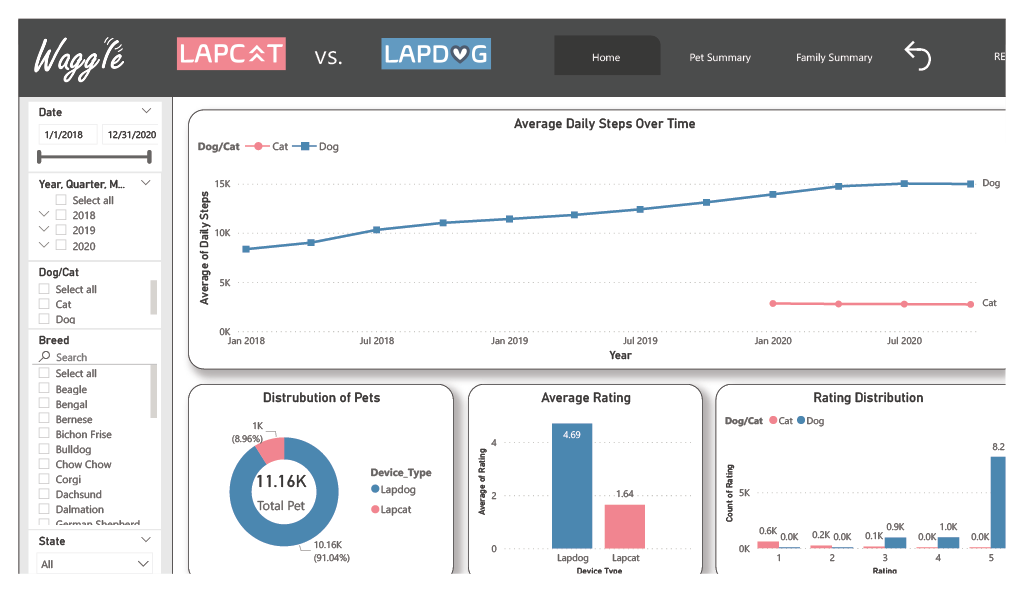 Waggle
LAPCAT
VS.
LAPDOG
Home
Pet Summary
Family Summary
RE
Date
1/1/2018
12/31/2020
Year, Quarter, M...
Select all
2018
2019
2020
Dog/Cat
Select all
Cat
Dog
Breed
Search
Select all
Beagle
Bengal
Bernese
Bichon Frise
Bulldog
Chow Chow
Corgi
Dachsund
Dalmation
German Shepherd
State
All
Average Daily Steps Over Time
Dog/Cat Cat Dog
Average of Daily Steps
15K
10K
5K
0K
Dog
Cat
Jan 2018
Jul 2018
Jan 2019
Jul 2019
Jan 2020
Jul 2020
Year
Distrubution of Pets
1K
(8.96%)
11.16K
Total Pet
10.16K
(91.04%)
Device_Type
Lapdog
Lapcat
Average Rating
Average of Rating
4
2
0
4.69
1.64
Lapdog
Lapcat
Device Type
Rating Distribution
Dog/Cat Cat Dog
Count of Rating
5K
0K
0.6K
0.0K
0.2K
0.0K
0.1K
0.9K
0.0K
1.0K
0.0K
8.2
1
2
3
4
5
Rating